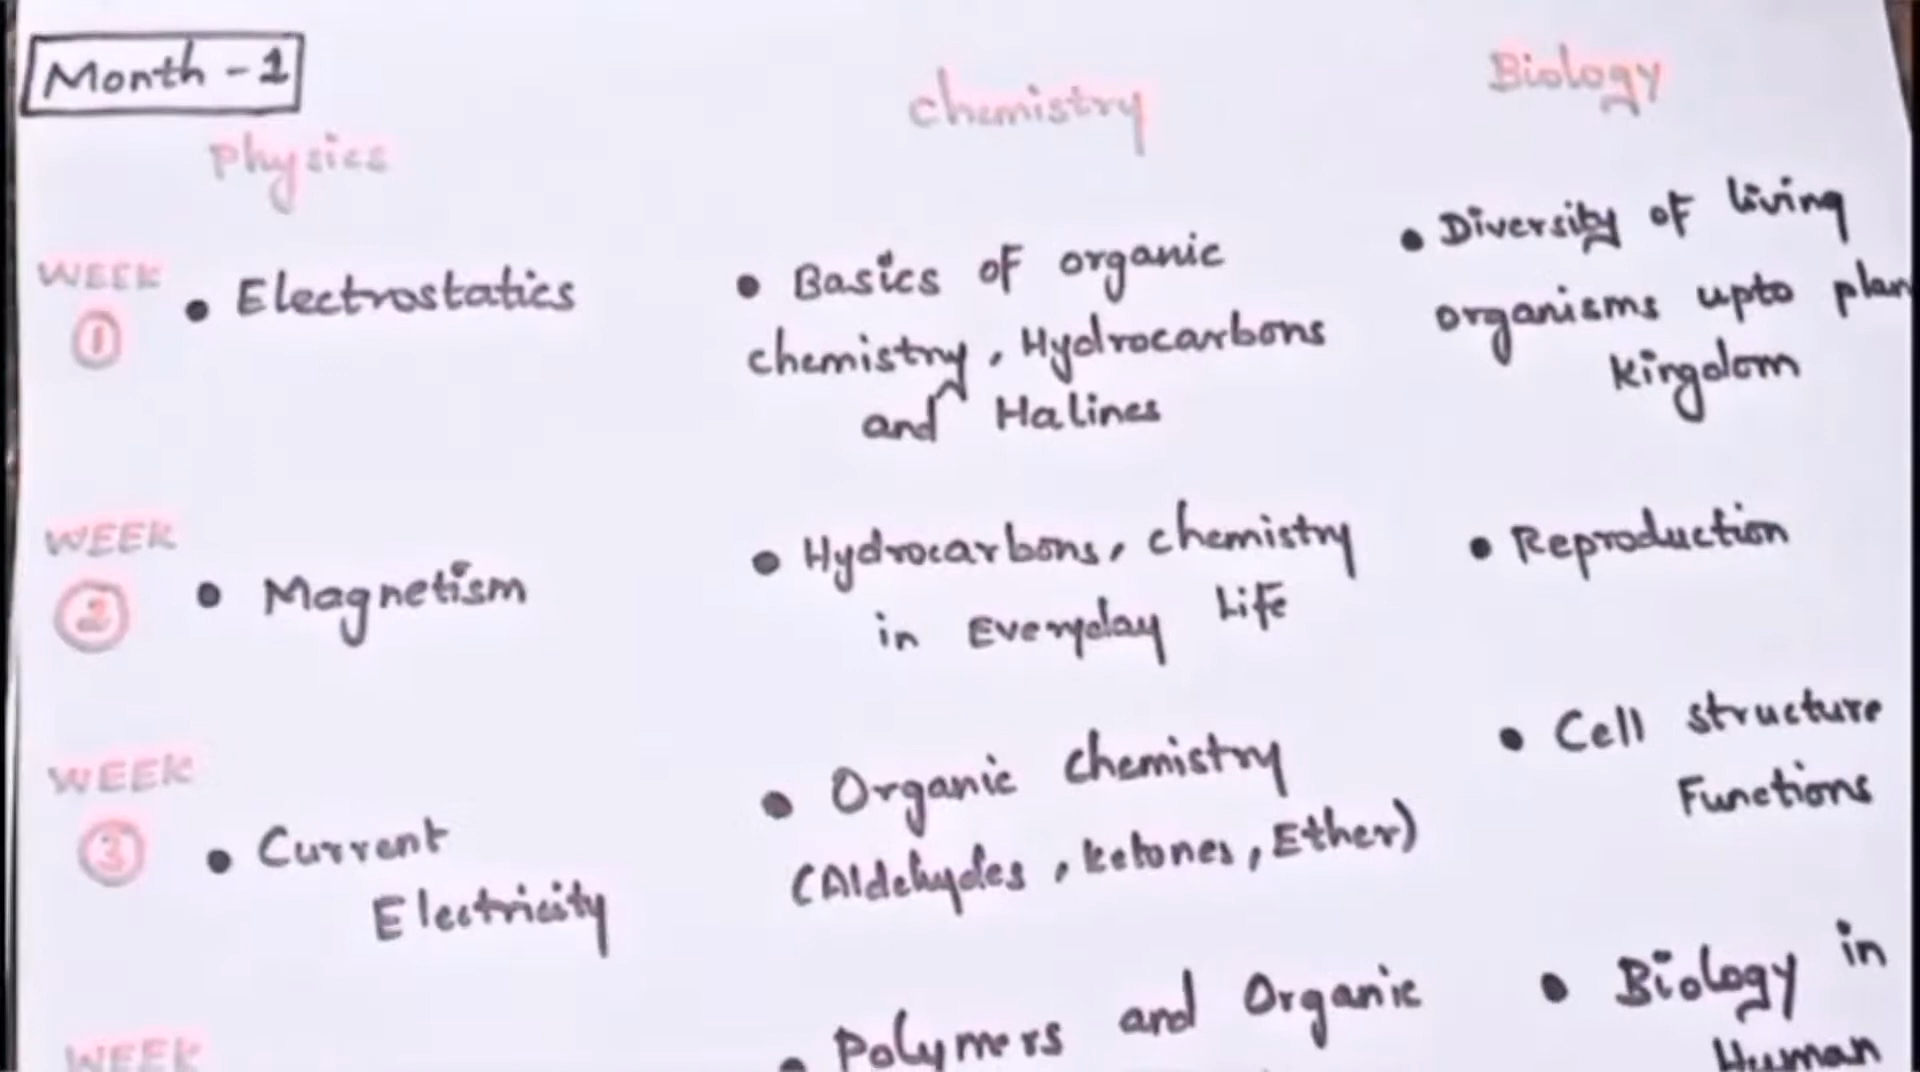 Month - 1
Physics
Chemistry
Biology
WEEK
1
• Electrostatics
• Basics of organic
chemistry, Hydrocarbons
and Halines
• Diversity of living
organisms upto plan
kingdom
WEEK
2
• Magnetism
• Hydrocarbons, chemistry
in Everyday Life
• Reproduction
WEEK
3
• Current
Electricity
• Organic chemistry
(Aldehydes, ketones, Ether)
• Cell structure
Functions
WEEK
• Polymers and Organic
• Biology in
Human